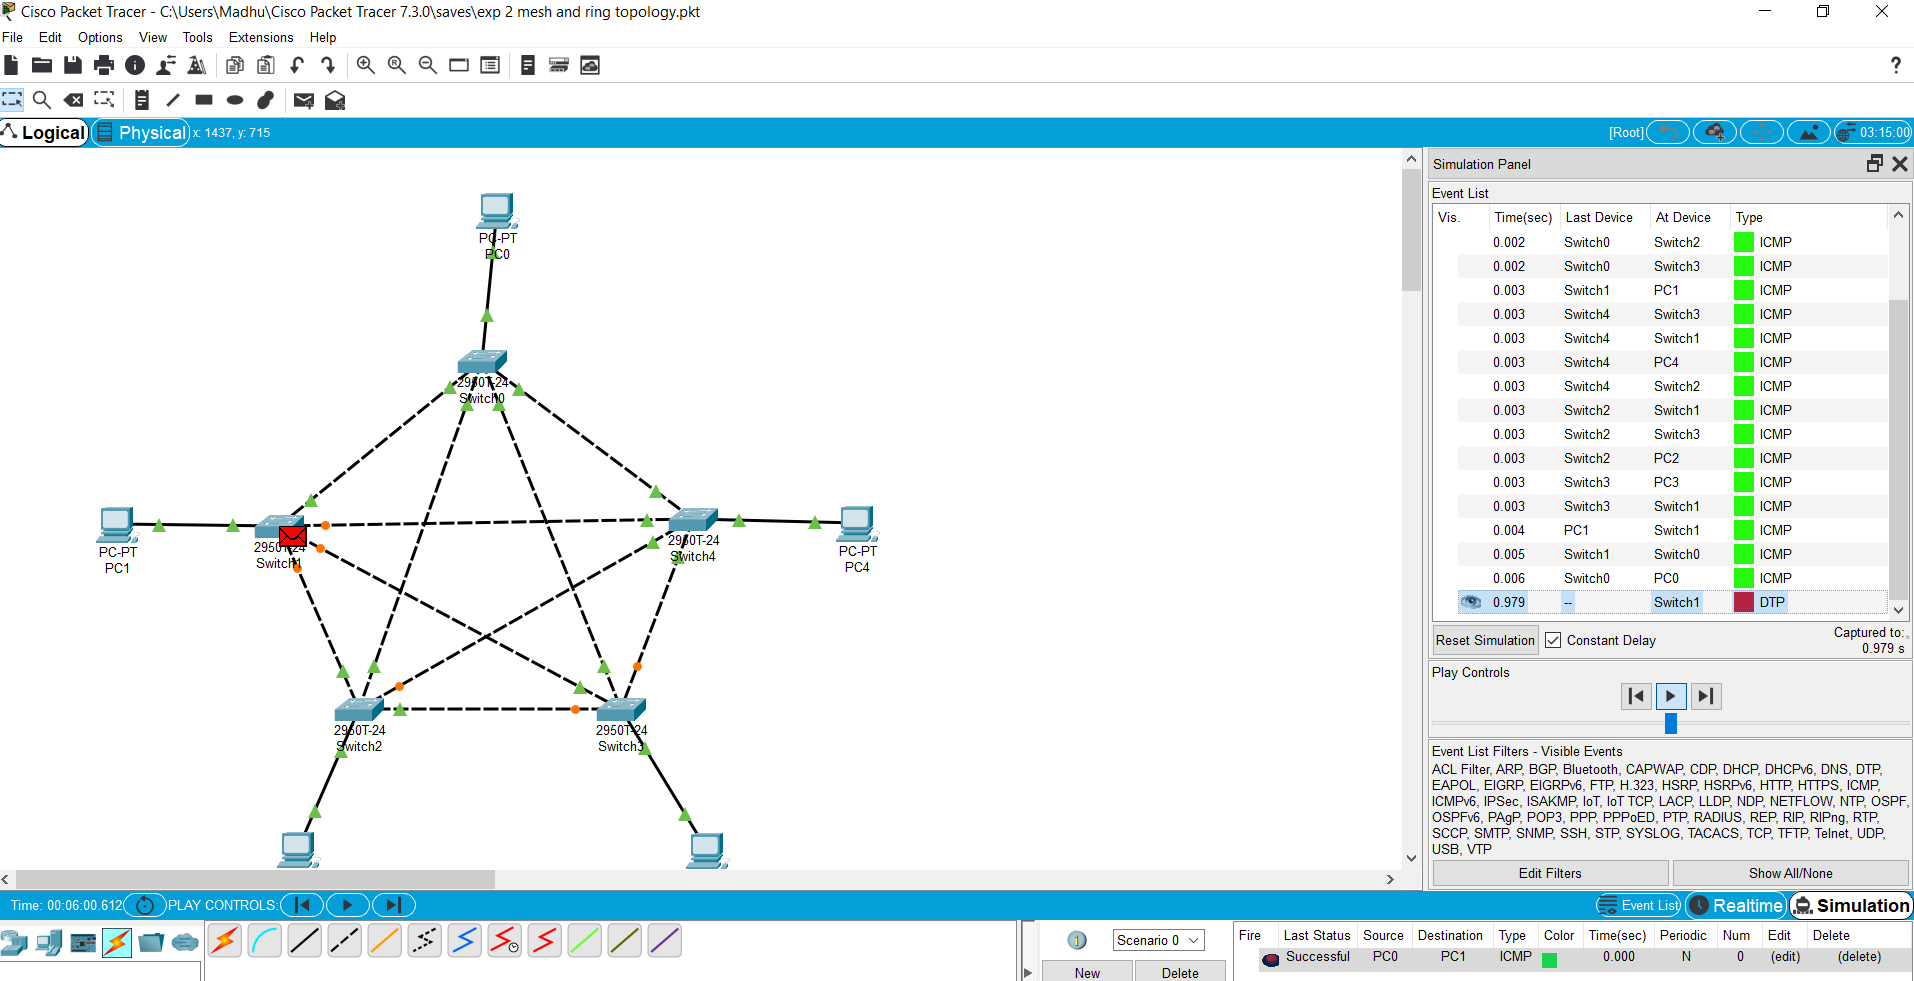 Cisco Packet Tracer - C:\Users\Madhu\Cisco Packet Tracer 7.3.0\saves\exp 2 mesh and ring topology.pkt
File Edit Options View Tools Extensions Help
Logical Physical x: 1437, y: 715 [Root] 03:15:00
PC-PT
PC0
2950T-24
Switch0
PC-PT
PC1
2950T-24
Switch1
2950T-24
Switch4
PC-PT
PC4
2950T-24
Switch2
2950T-24
Switch3
Simulation Panel
Event List
Vis. Time(sec) Last Device At Device Type
0.002 Switch0 Switch2 ICMP
0.002 Switch0 Switch3 ICMP
0.003 Switch1 PC1 ICMP
0.003 Switch4 Switch3 ICMP
0.003 Switch4 Switch1 ICMP
0.003 Switch4 PC4 ICMP
0.003 Switch4 Switch2 ICMP
0.003 Switch2 Switch1 ICMP
0.003 Switch2 Switch3 ICMP
0.003 Switch2 PC2 ICMP
0.003 Switch3 PC3 ICMP
0.003 Switch3 Switch1 ICMP
0.004 PC1 Switch1 ICMP
0.005 Switch1 Switch0 ICMP
0.006 Switch0 PC0 ICMP
0.979 -- Switch1 DTP
Reset Simulation Constant Delay Captured to:
0.979 s
Play Controls
Event List Filters - Visible Events
ACL Filter, ARP, BGP, Bluetooth, CAPWAP, CDP, DHCP, DHCPv6, DNS, DTP,
EAPOL, EIGRP, EIGRPv6, FTP, H.323, HSRP, HSRPv6, HTTP, HTTPS, ICMP,
ICMPv6, IPSec, ISAKMP, IoT, IoT TCP, LACP, LLDP, NDP, NETFLOW, NTP, OSPF,
OSPFv6, PAgP, POP3, PPP, PPPoED, PTP, RADIUS, REP, RIP, RIPng, RTP,
SCCP, SMTP, SNMP, SSH, STP, SYSLOG, TACACS, TCP, TFTP, Telnet, UDP,
USB, VTP
Edit Filters Show All/None
Time: 00:06:00.612 PLAY CONTROLS: Event List Realtime Simulation
Scenario 0
New Delete
Fire Last Status Source Destination Type Color Time(sec) Periodic Num Edit Delete
Successful PC0 PC1 ICMP 0.000 N 0 (edit) (delete)